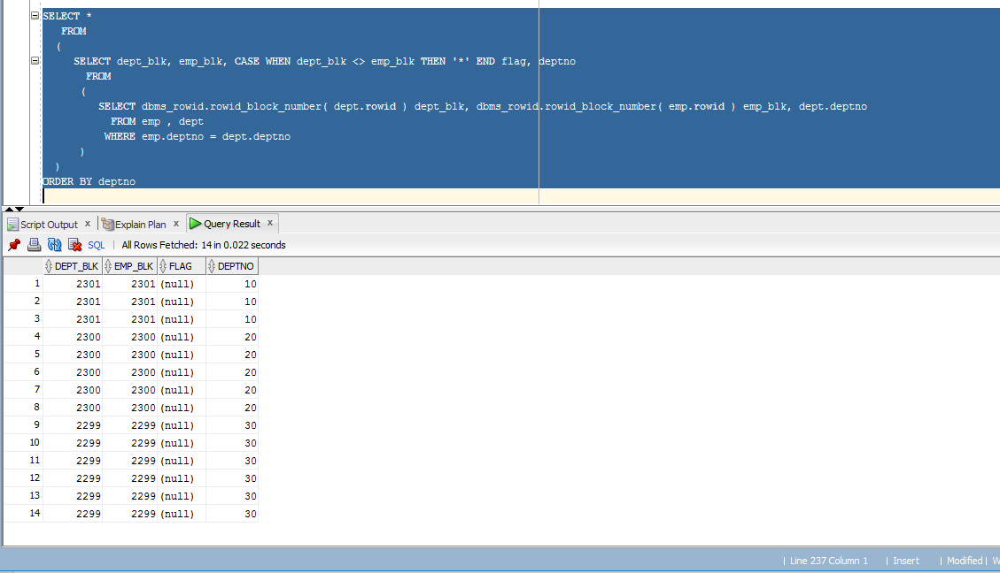 SELECT *
FROM
(
SELECT dept_blk, emp_blk, CASE WHEN dept_blk <> emp_blk THEN '*' END flag, deptno
FROM
(
SELECT dbms_rowid.rowid_block_number( dept.rowid ) dept_blk, dbms_rowid.rowid_block_number( emp.rowid ) emp_blk, dept.deptno
FROM emp , dept
WHERE emp.deptno = dept.deptno
)
)
ORDER BY deptno
Script Output x Explain Plan x Query Result x
SQL | All Rows Fetched: 14 in 0.022 seconds
DEPT_BLK EMP_BLK FLAG DEPTNO
1 2301 2301 (null) 10
2 2301 2301 (null) 10
3 2301 2301 (null) 10
4 2300 2300 (null) 20
5 2300 2300 (null) 20
6 2300 2300 (null) 20
7 2300 2300 (null) 20
8 2300 2300 (null) 20
9 2299 2299 (null) 30
10 2299 2299 (null) 30
11 2299 2299 (null) 30
12 2299 2299 (null) 30
13 2299 2299 (null) 30
14 2299 2299 (null) 30
| Line 237 Column 1 | Insert | Modified | W